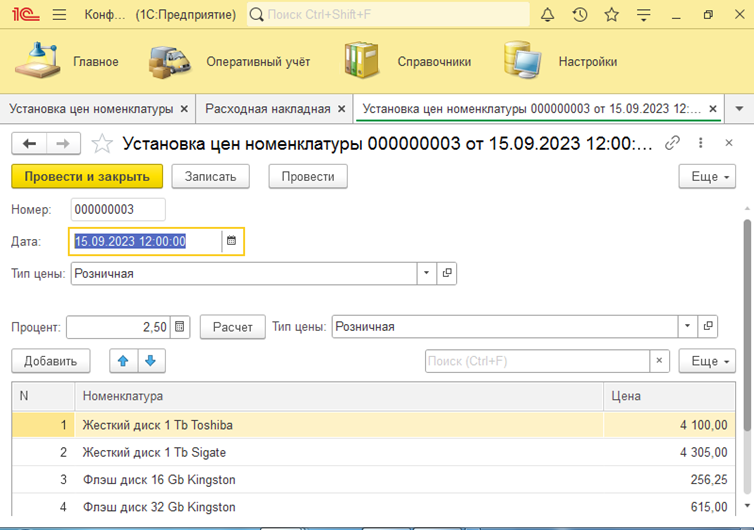 1С Конф... (1С:Предприятие) Поиск Ctrl+Shift+F
Главное Оперативный учёт Справочники Настройки
Установка цен номенклатуры × Расходная накладная × Установка цен номенклатуры 000000003 от 15.09.2023 12:... ×
Установка цен номенклатуры 000000003 от 15.09.2023 12:00:...
Провести и закрыть Записать Провести Еще
Номер: 000000003
Дата: 15.09.2023 12:00:00
Тип цены: Розничная
Процент: 2,50 Расчет Тип цены: Розничная
Добавить Поиск (Ctrl+F) × Еще
N Номенклатура Цена
1 Жесткий диск 1 Tb Toshiba 4 100,00
2 Жесткий диск 1 Tb Sigate 4 305,00
3 Флэш диск 16 Gb Kingston 256,25
4 Флэш диск 32 Gb Kingston 615,00